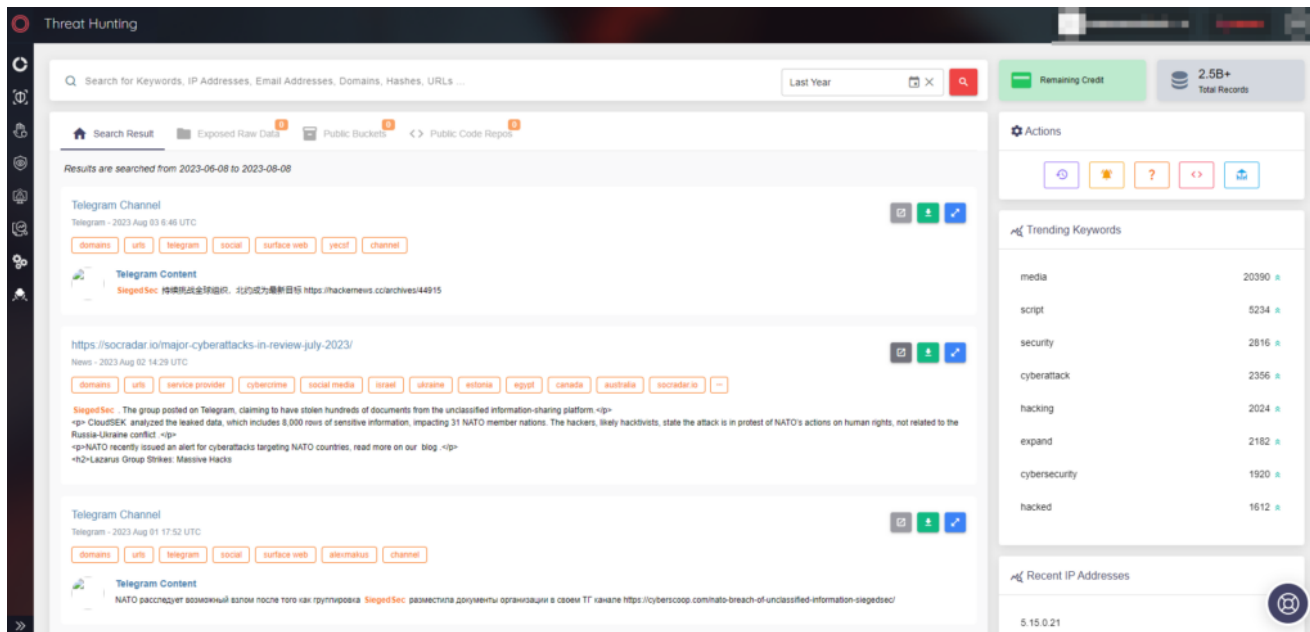 Threat Hunting
Search for Keywords, IP Addresses, Email Addresses, Domains, Hashes, URLs ...
Last Year
Remaining Credit
2.5B+
Total Records
Search Result
Exposed Raw Data
0
Public Buckets
0
Public Code Repos
0
Results are searched from 2023-06-08 to 2023-08-08
Telegram Channel
Telegram - 2023 Aug 03 6:46 UTC
domains urls telegram social surface web yecsf channel
Telegram Content
SiegedSec 持续挑战全球组织，北约成为最新目标 https://hackernews.cc/archives/44915
https://socradar.io/major-cyberattacks-in-review-july-2023/
News - 2023 Aug 02 14:29 UTC
domains urls service provider cybercrime social media israel ukraine estonia egypt canada australia socradar.io ...
SiegedSec . The group posted on Telegram, claiming to have stolen hundreds of documents from the unclassified information-sharing platform.</p>
<p> CloudSEK analyzed the leaked data, which includes 8,000 rows of sensitive information, impacting 31 NATO member nations. The hackers, likely hacktivists, state the attack is in protest of NATO's actions on human rights, not related to the
Russia-Ukraine conflict .</p>
<p>NATO recently issued an alert for cyberattacks targeting NATO countries, read more on our blog .</p>
<h2>Lazarus Group Strikes: Massive Hacks
Telegram Channel
Telegram - 2023 Aug 01 17:52 UTC
domains urls telegram social surface web alexmakus channel
Telegram Content
NATO расследует возможный взлом после того как группировка SiegedSec разместила документы организации в своем ТГ канале https://cyberscoop.com/nato-breach-of-unclassified-information-siegedsec/
Actions
Trending Keywords
media 20390
script 5234
security 2816
cyberattack 2356
hacking 2024
expand 2182
cybersecurity 1920
hacked 1612
Recent IP Addresses
5.15.0.21